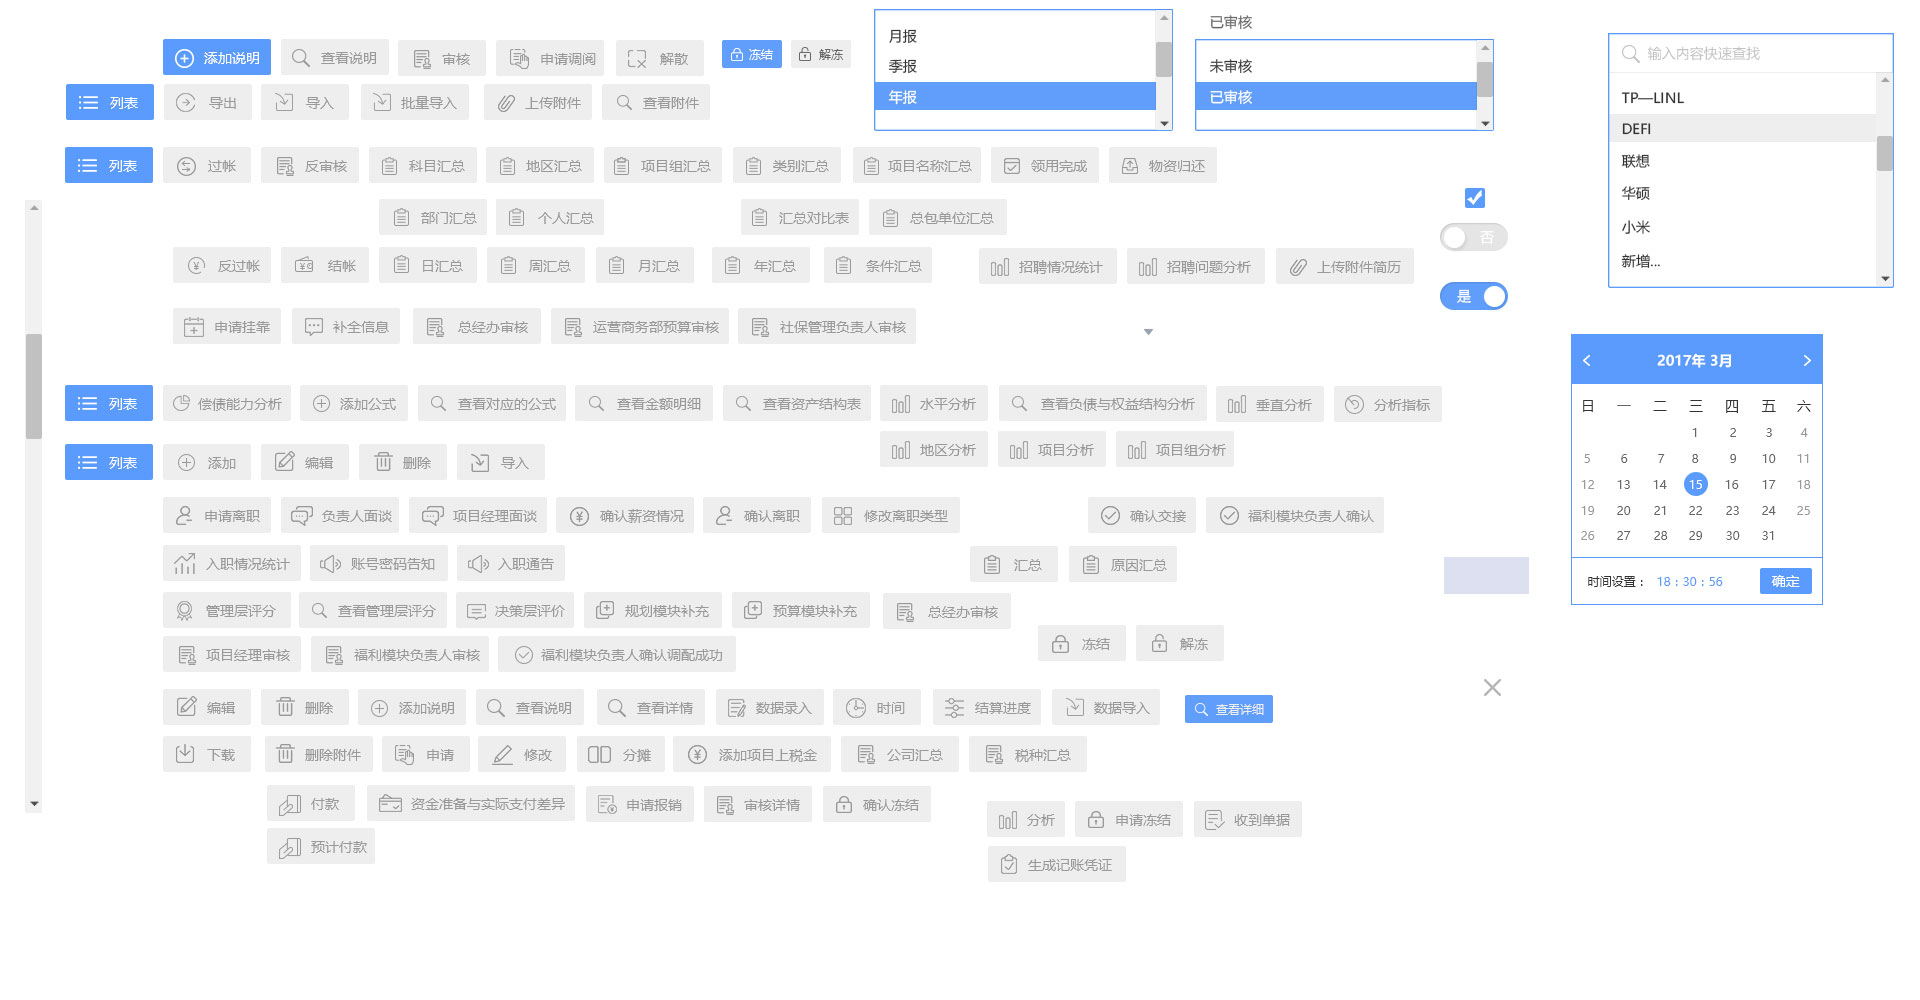 添加说明 查看说明 审核 申请调阅 解散 冻结 解冻
列表 导出 导入 批量导入 上传附件 查看附件
月报
季报
年报
已审核
未审核
已审核
输入内容快速查找
TP—LINL
DEFI
联想
华硕
小米
新增...
列表 过帐 反审核 科目汇总 地区汇总 项目组汇总 类别汇总 项目名称汇总 领用完成 物资归还
部门汇总 个人汇总 汇总对比表 总包单位汇总
否
反过帐 结帐 日汇总 周汇总 月汇总 年汇总 条件汇总 招聘情况统计 招聘问题分析 上传附件简历
是
申请挂靠 补全信息 总经办审核 运营商务部预算审核 社保管理负责人审核
2017年 3月
日 一 二 三 四 五 六
1 2 3 4
5 6 7 8 9 10 11
12 13 14 15 16 17 18
19 20 21 22 23 24 25
26 27 28 29 30 31
时间设置： 18 : 30 : 56 确定
列表 偿债能力分析 添加公式 查看对应的公式 查看金额明细 查看资产结构表 水平分析 查看负债与权益结构分析 垂直分析 分析指标
地区分析 项目分析 项目组分析
列表 添加 编辑 删除 导入
申请离职 负责人面谈 项目经理面谈 确认薪资情况 确认离职 修改离职类型 确认交接 福利模块负责人确认
入职情况统计 账号密码告知 入职通告 汇总 原因汇总
管理层评分 查看管理层评分 决策层评价 规划模块补充 预算模块补充 总经办审核
项目经理审核 福利模块负责人审核 福利模块负责人确认调配成功 冻结 解冻
编辑 删除 添加说明 查看说明 查看详情 数据录入 时间 结算进度 数据导入 查看详细
下载 删除附件 申请 修改 分摊 添加项目上税金 公司汇总 税种汇总
付款 资金准备与实际支付差异 申请报销 审核详情 确认冻结
分析 申请冻结 收到单据
预计付款
生成记账凭证